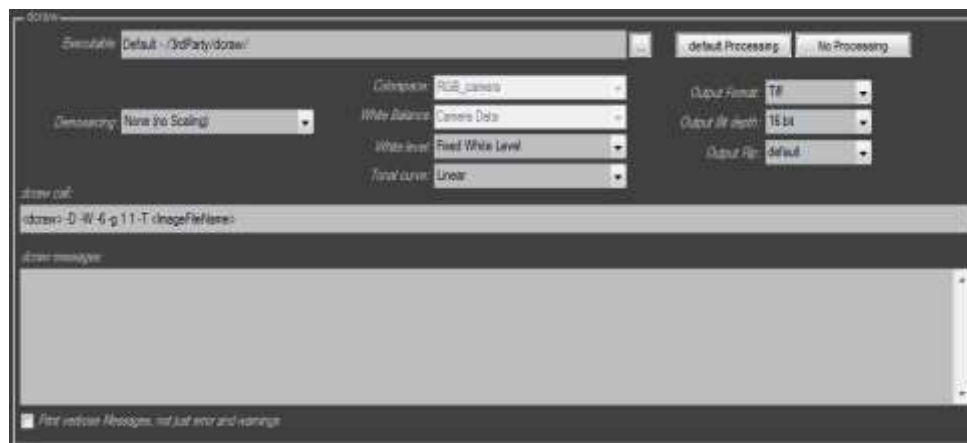 dcraw
Executable: Default - /3rdParty/dcraw/ ... default Processing No Processing
Colorspace: RGB_camera
Output Format: Tiff
Demosaicing: None (no Scaling)
White Balance: Camera Data
Output Bit depth: 16 bit
White level: Fixed White Level
Output Flip: default
Tonal curve: Linear
dcraw call:
<dcraw> -D -W -6 -g 1 1 -T <ImageFileName>
dcraw messages:
Print verbose Messages, not just error and warnings